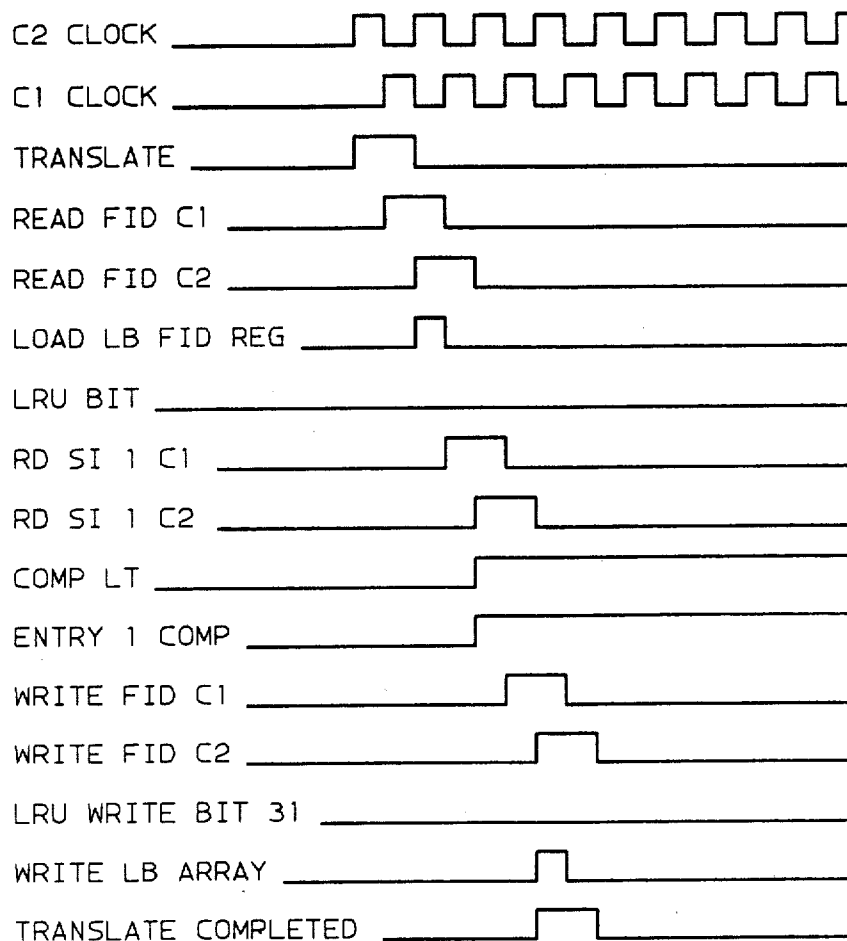 C2 CLOCK
C1 CLOCK
TRANSLATE
READ FID C1
READ FID C2
LOAD LB FID REG
LRU BIT
RD SI 1 C1
RD SI 1 C2
COMP LT
ENTRY 1 COMP
WRITE FID C1
WRITE FID C2
LRU WRITE BIT 31
WRITE LB ARRAY
TRANSLATE COMPLETED